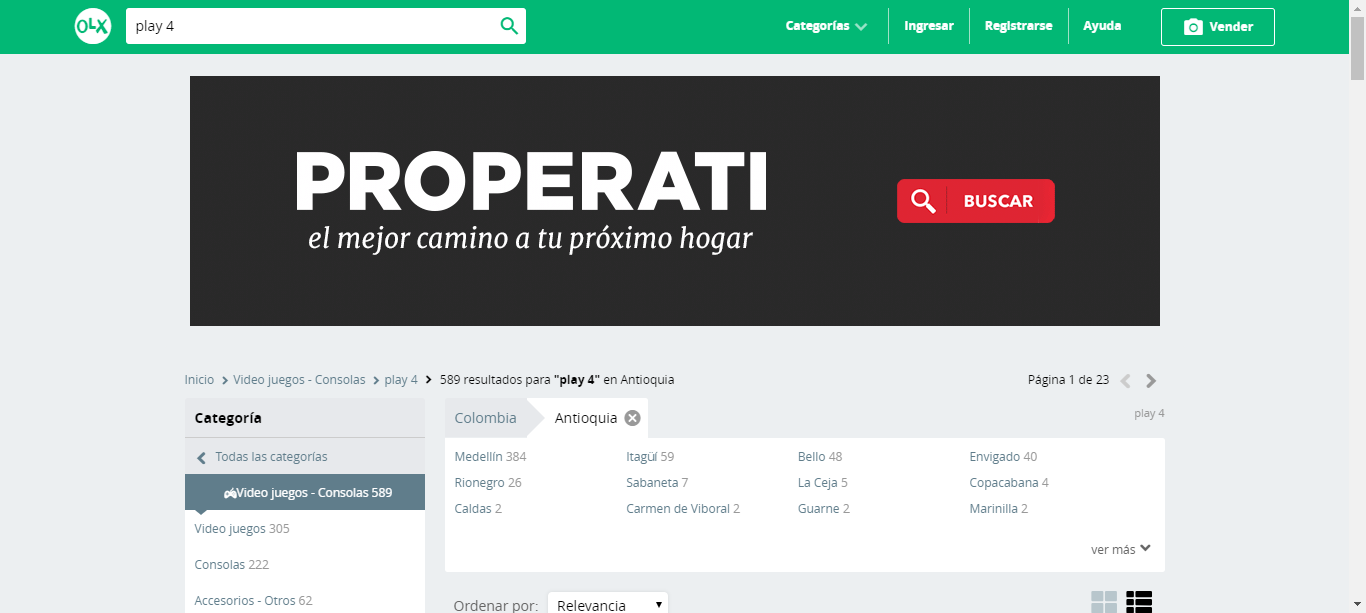 OLX play 4 Categorías Ingresar Registrarse Ayuda Vender
PROPERATI
el mejor camino a tu próximo hogar
BUSCAR
Inicio Video juegos - Consolas play 4 589 resultados para "play 4" en Antioquia Página 1 de 23
Categoría
Todas las categorías
Video juegos - Consolas 589
Video juegos 305
Consolas 222
Accesorios - Otros 62
Colombia Antioquia play 4
Medellín 384 Itagüí 59 Bello 48 Envigado 40
Rionegro 26 Sabaneta 7 La Ceja 5 Copacabana 4
Caldas 2 Carmen de Viboral 2 Guarne 2 Marinilla 2
ver más
Ordenar por: Relevancia